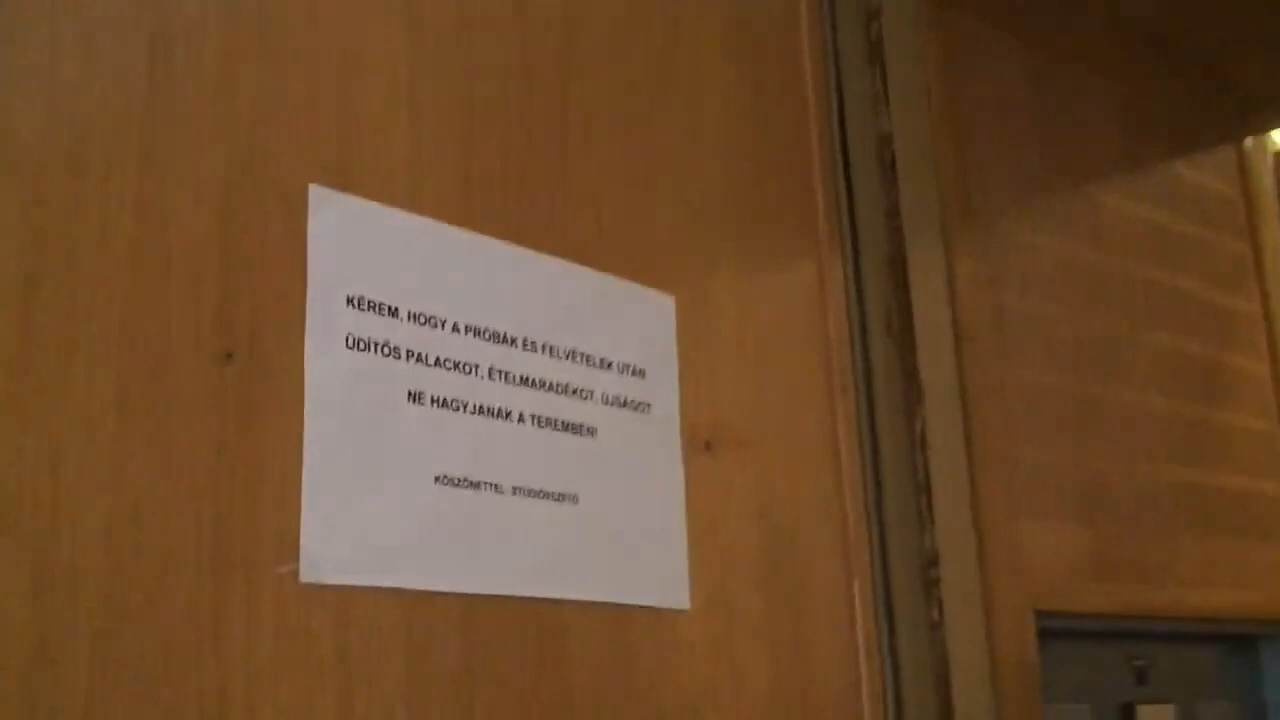 KÉREM, HOGY A PRÓBÁK ÉS FELVÉTELEK UTÁN
ÜDÍTŐS PALACKOT, ÉTELMARADÉKOT, ÚJSÁGOT
NE HAGYJANAK A TEREMBEN!
KÖSZÖNETTEL